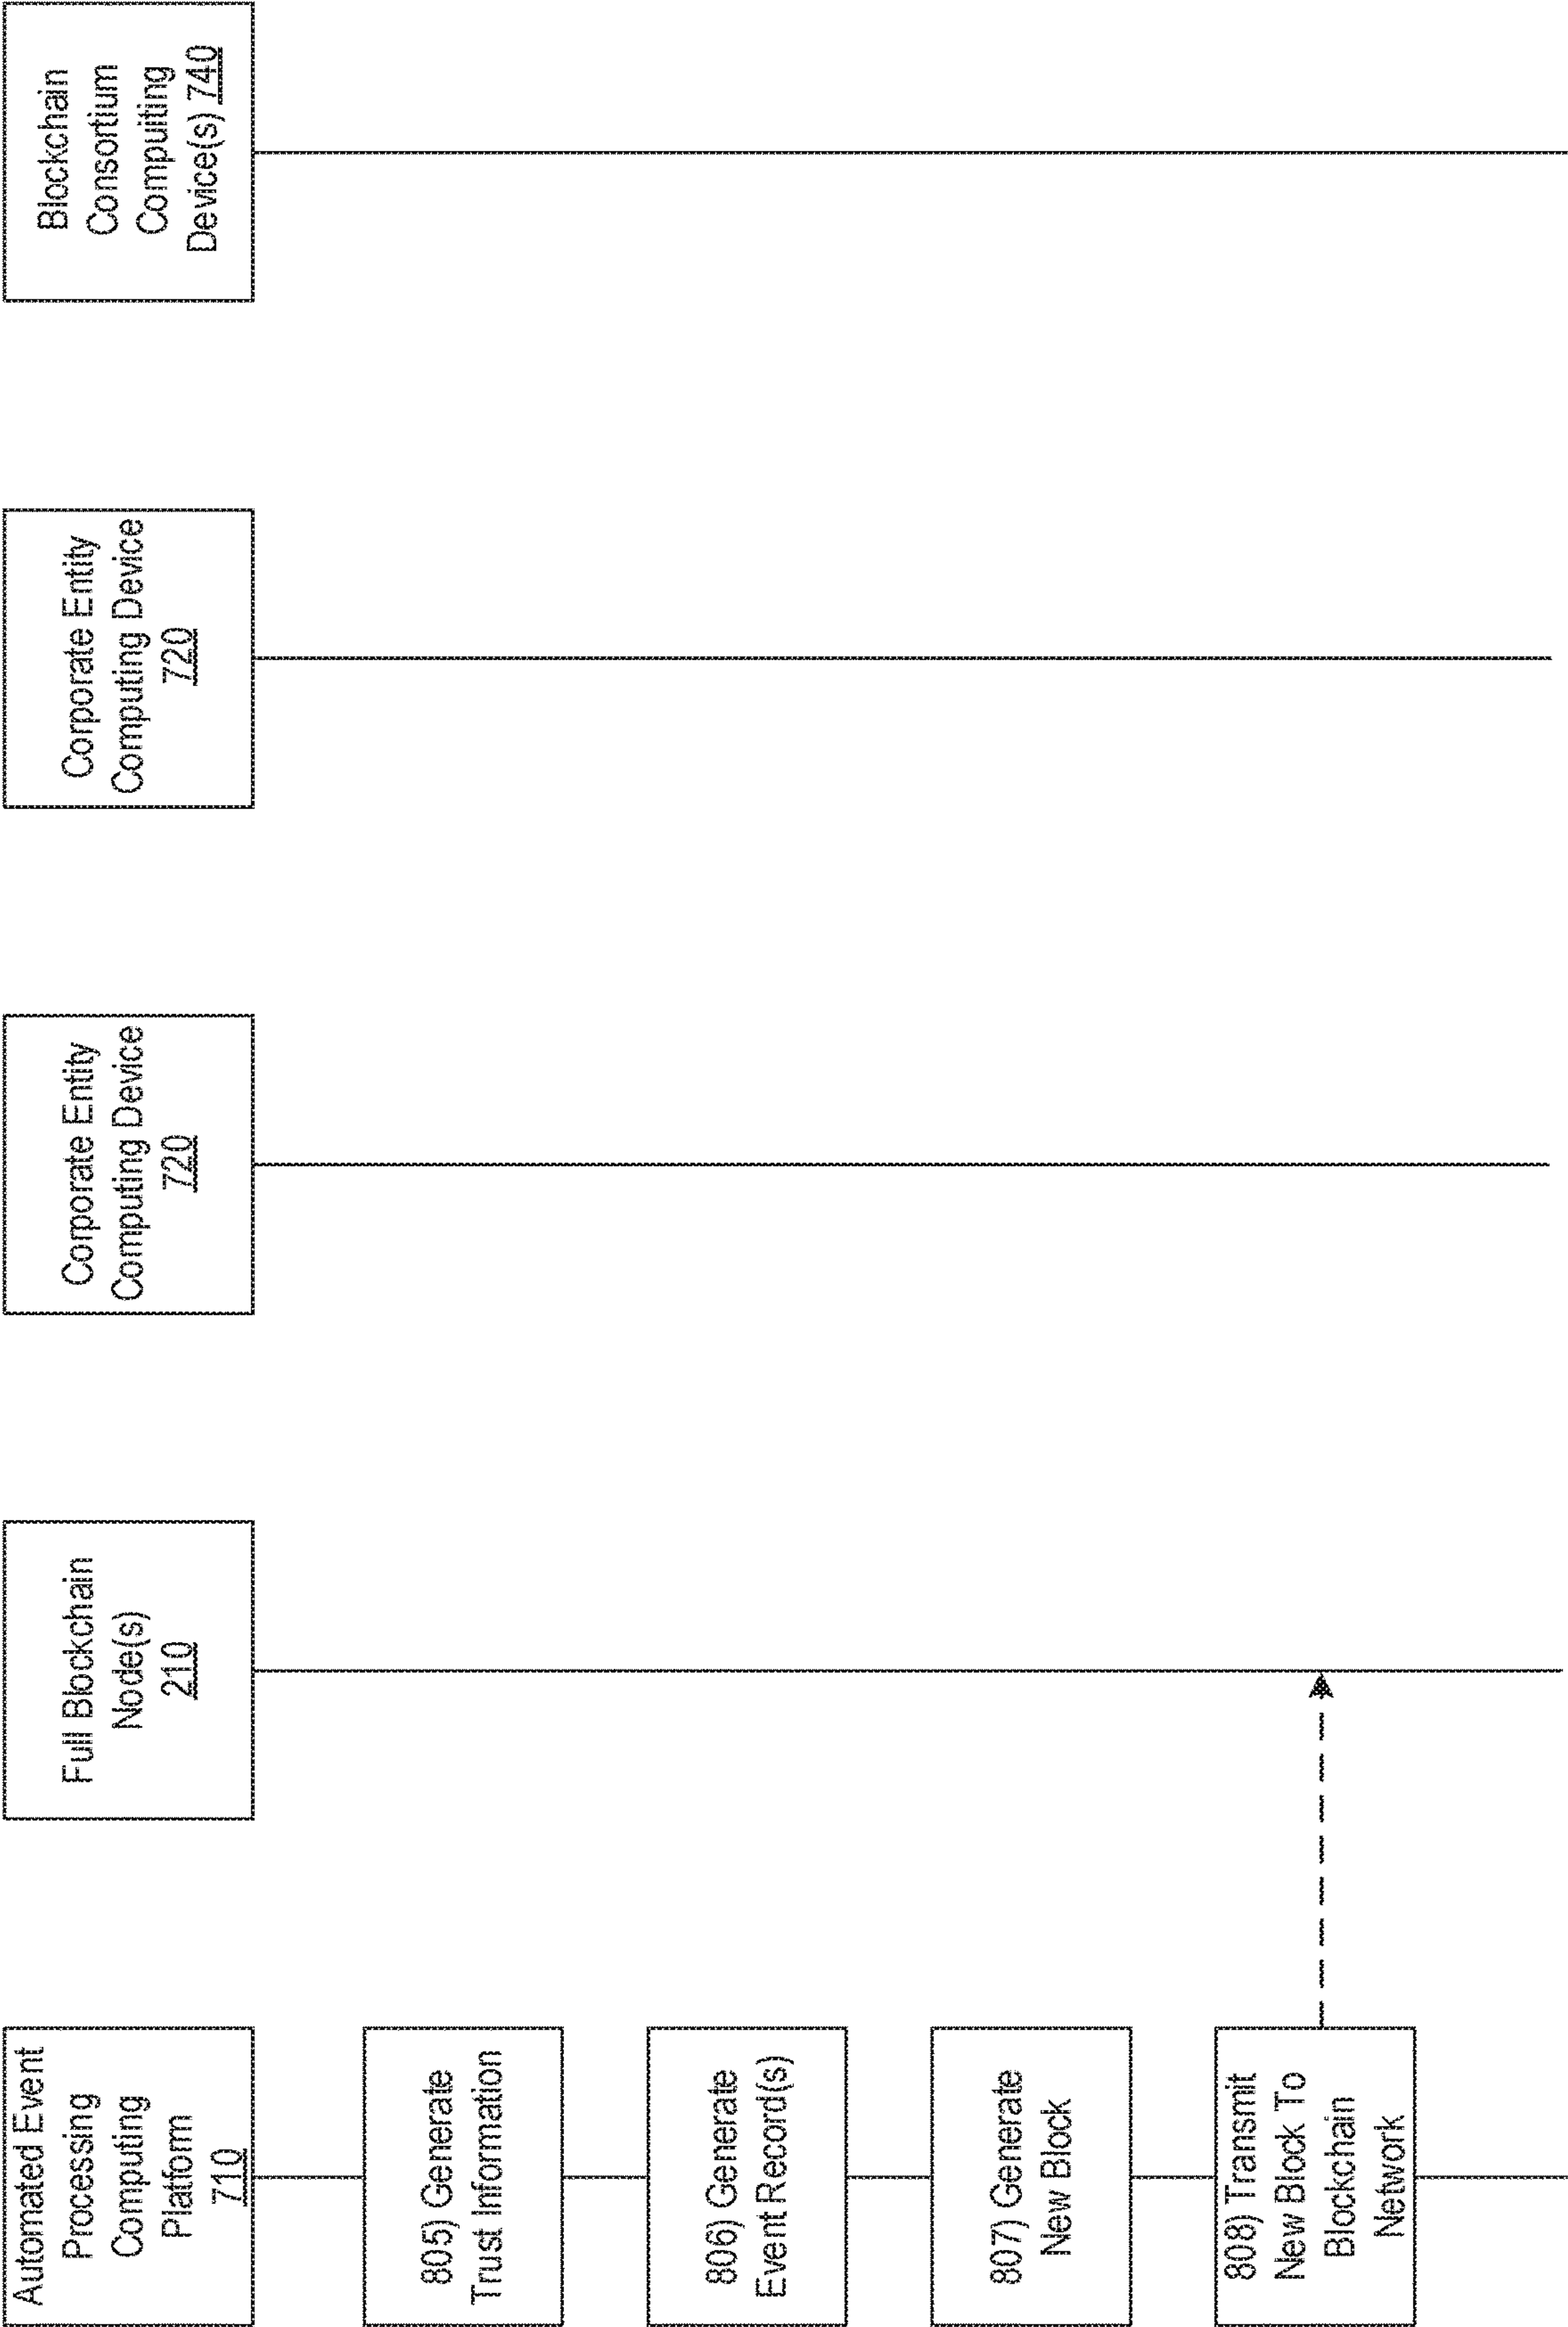 Automated Event
Processing
Computing
Platform
710
Full Blockchain
Node(s)
210
Corporate Entity
Computing Device
720
Corporate Entity
Computing Device
720
Blockchain
Consortium
Compuiting
Device(s) 740
805) Generate
Trust Information
806) Generate
Event Record(s)
807) Generate
New Block
808) Transmit
New Block To
Blockchain
Network